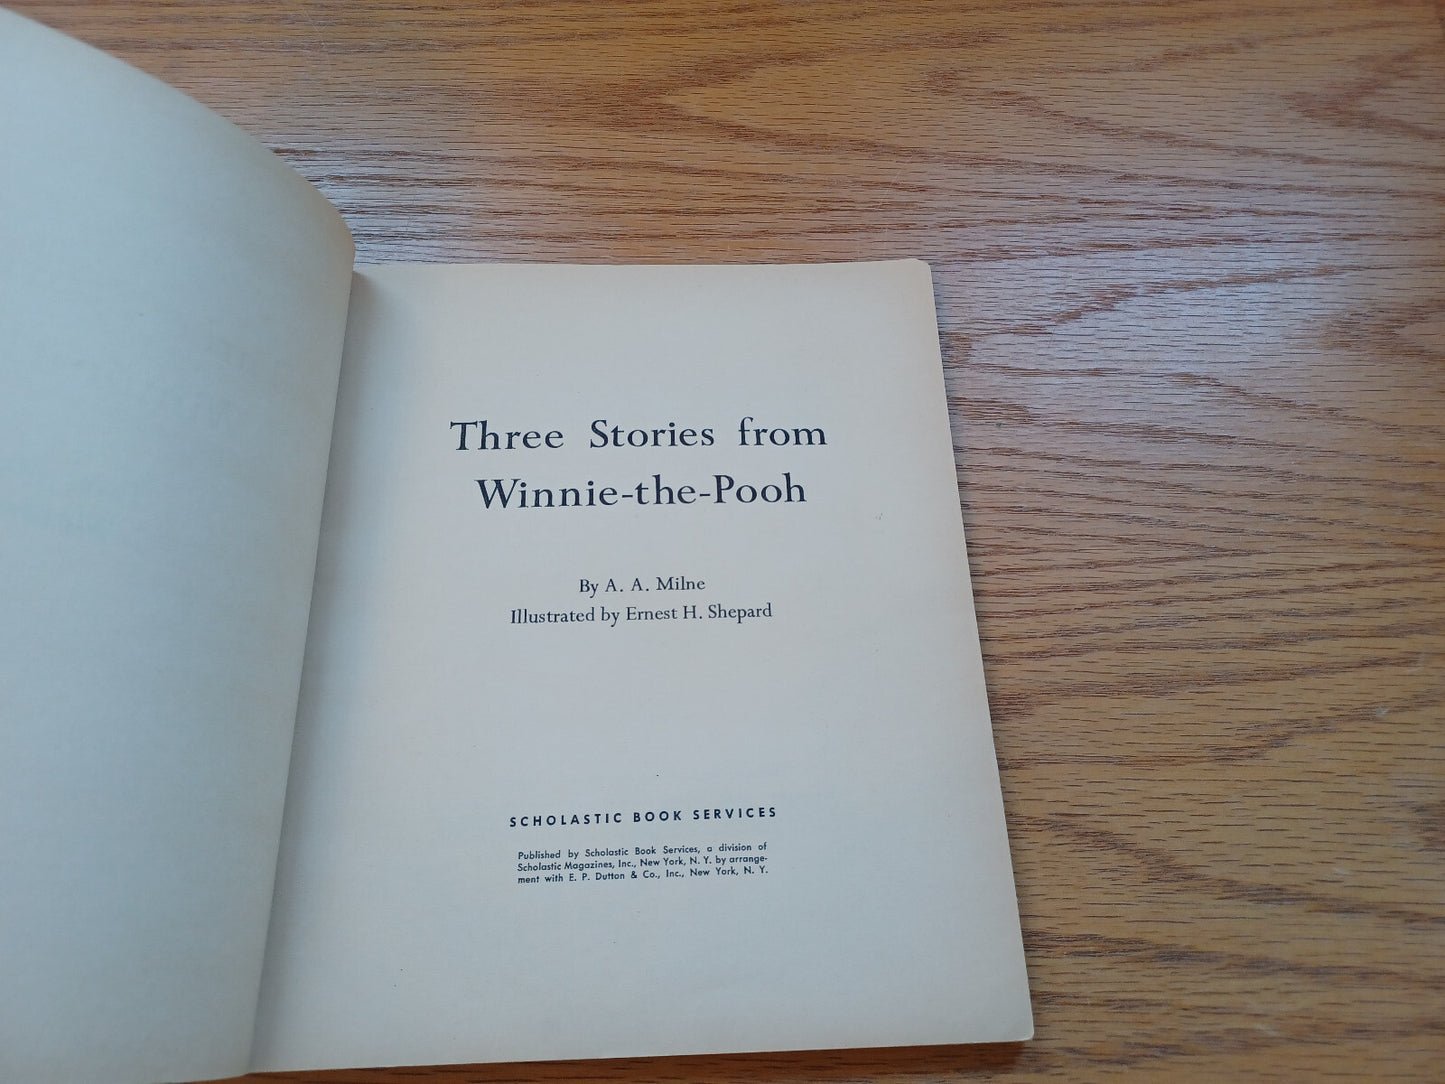 Three Stories from
Winnie-the-Pooh
By A. A. Milne
Illustrated by Ernest H. Shepard
SCHOLASTIC BOOK SERVICES
Published by Scholastic Book Services, a division of
Scholastic Magazines, Inc., New York, N. Y. by arrange-
ment with E. P. Dutton & Co., Inc., New York, N. Y.